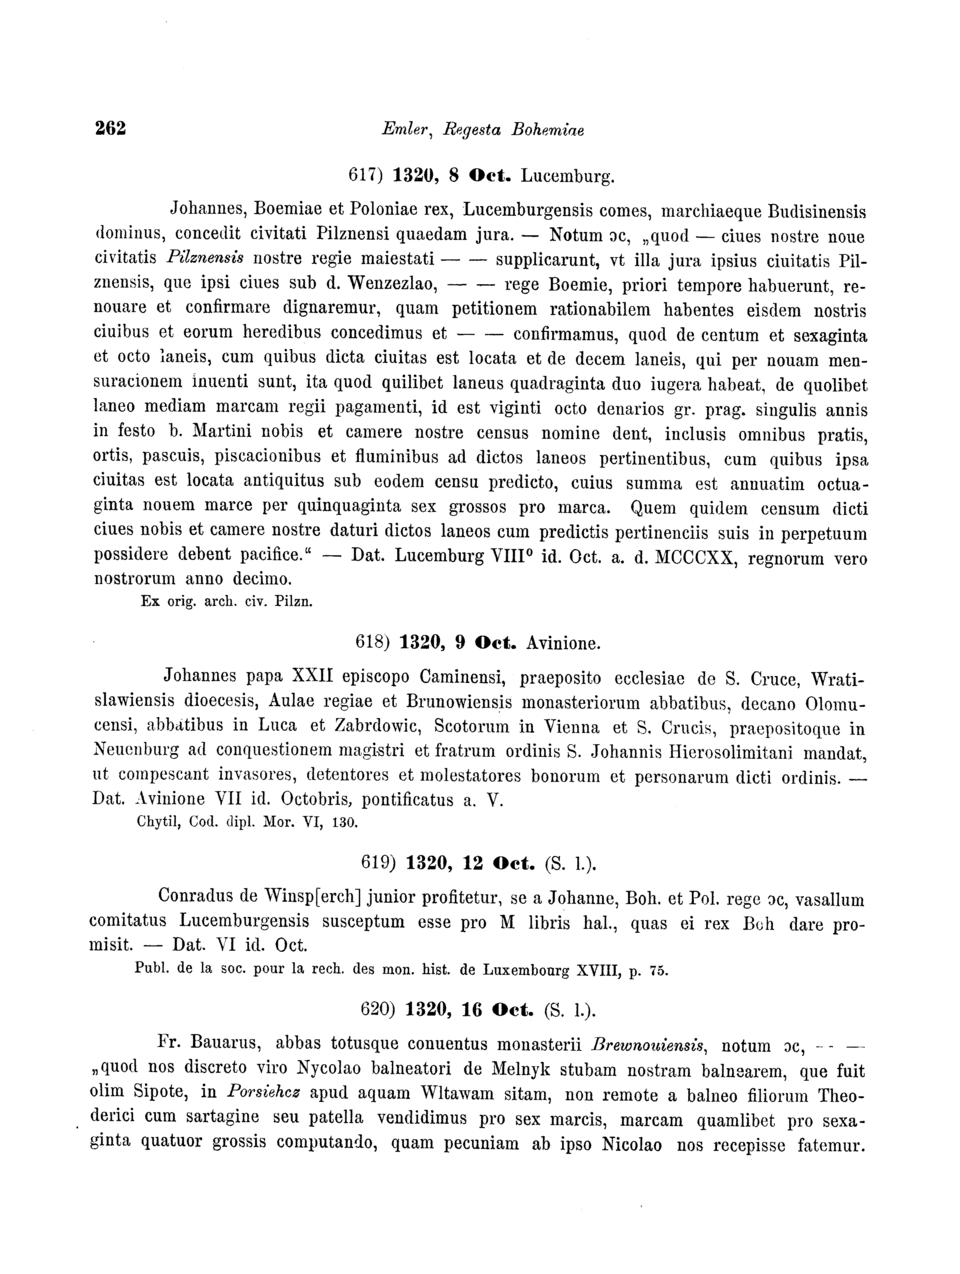 262 Emler, Regesta Bohemiae
617) 1320, 8 Oct. Lucemburg.
Johannes, Boemiae et Poloniae rex, Lucemburgensis comes, marchiaeque Budisinensis
dominus, concedit civitati Pilznensi quaedam jura. — Notum ɔc, „quod — ciues nostre noue
civitatis Pilznensis nostre regie maiestati — — supplicarunt, vt illa jura ipsius ciuitatis Pil-
znensis, que ipsi ciues sub d. Wenzezlao, — — rege Boemie, priori tempore habuerunt, re-
nouare et confirmare dignaremur, quam petitionem rationabilem habentes eisdem nostris
ciuibus et eorum heredibus concedimus et — — confirmamus, quod de centum et sexaginta
et octo laneis, cum quibus dicta ciuitas est locata et de decem laneis, qui per nouam men-
suracionem inuenti sunt, ita quod quilibet laneus quadraginta duo iugera habeat, de quolibet
laneo mediam marcam regii pagamenti, id est viginti octo denarios gr. prag. singulis annis
in festo b. Martini nobis et camere nostre census nomine dent, inclusis omnibus pratis,
ortis, pascuis, piscacionibus et fluminibus ad dictos laneos pertinentibus, cum quibus ipsa
ciuitas est locata antiquitus sub eodem censu predicto, cuius summa est annuatim octua-
ginta nouem marce per quinquaginta sex grossos pro marca. Quem quidem censum dicti
ciues nobis et camere nostre daturi dictos laneos cum predictis pertinenciis suis in perpetuum
possidere debent pacifice.“ — Dat. Lucemburg VIII⁰ id. Oct. a. d. MCCCXX, regnorum vero
nostrorum anno decimo.
Ex orig. arch. civ. Pilzn.
618) 1320, 9 Oct. Avinione.
Johannes papa XXII episcopo Caminensi, praeposito ecclesiae de S. Cruce, Wrati-
slawiensis dioecesis, Aulae regiae et Brunowiensis monasteriorum abbatibus, decano Olomu-
censi, abbatibus in Luca et Zabrdowic, Scotorum in Vienna et S. Crucis, praepositoque in
Neuenburg ad conquestionem magistri et fratrum ordinis S. Johannis Hierosolimitani mandat,
ut compescant invasores, detentores et molestatores bonorum et personarum dicti ordinis. —
Dat. Avinione VII id. Octobris, pontificatus a. V.
Chytil, Cod. dipl. Mor. VI, 130.
619) 1320, 12 Oct. (S. l.).
Conradus de Winsp[erch] junior profitetur, se a Johanne, Boh. et Pol. rege ɔc, vasallum
comitatus Lucemburgensis susceptum esse pro M libris hal., quas ei rex Boh dare pro-
misit. — Dat. VI id. Oct.
Publ. de la soc. pour la rech. des mon. hist. de Luxembourg XVIII, p. 75.
620) 1320, 16 Oct. (S. l.).
Fr. Bauarus, abbas totusque conuentus monasterii Brewnouiensis, notum ɔc, — —
„quod nos discreto viro Nycolao balneatori de Melnyk stubam nostram balnearem, que fuit
olim Sipote, in Porsiehcz apud aquam Wltawam sitam, non remote a balneo filiorum Theo-
derici cum sartagine seu patella vendidimus pro sex marcis, marcam quamlibet pro sexa-
ginta quatuor grossis computando, quam pecuniam ab ipso Nicolao nos recepisse fatemur.